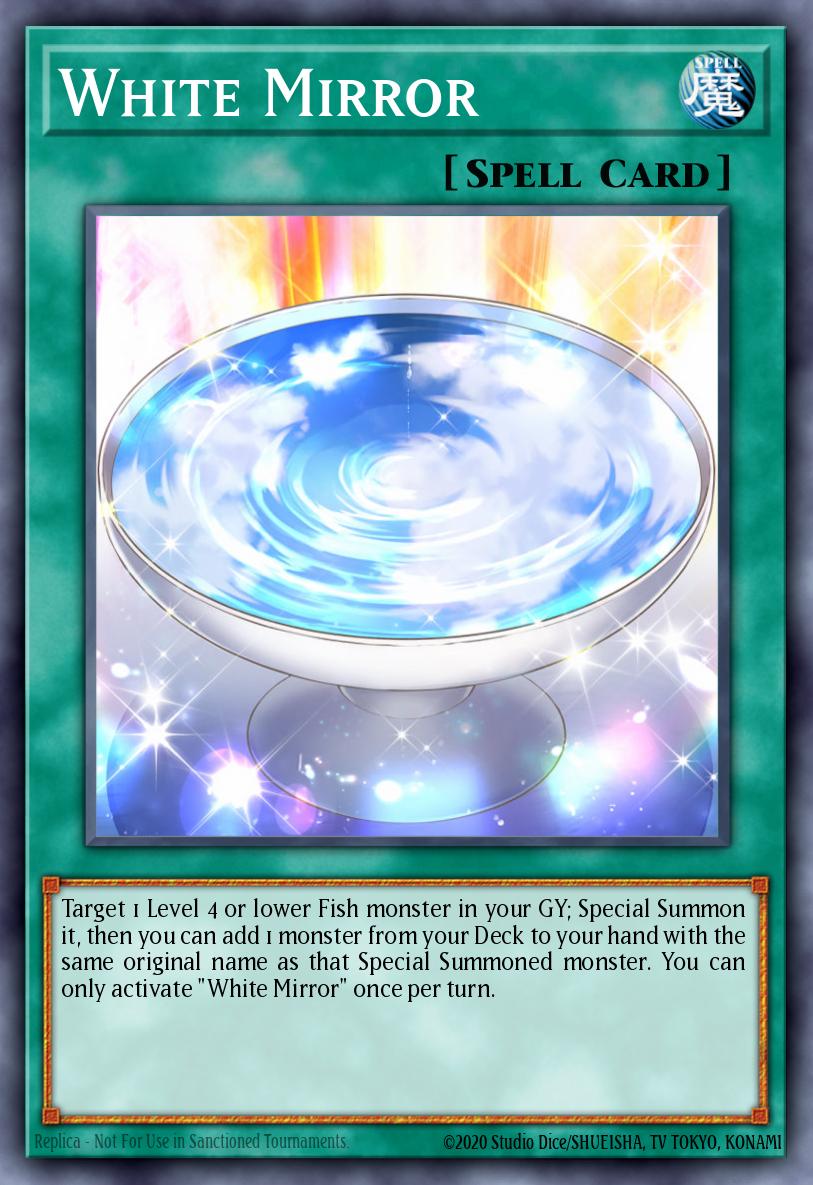 White Mirror
SPELL
魔
[Spell Card]
Target 1 Level 4 or lower Fish monster in your GY; Special Summon
it, then you can add 1 monster from your Deck to your hand with the
same original name as that Special Summoned monster. You can
only activate "White Mirror" once per turn.
Replica - Not For Use in Sanctioned Tournaments.
©2020 Studio Dice/SHUEISHA, TV TOKYO, KONAMI